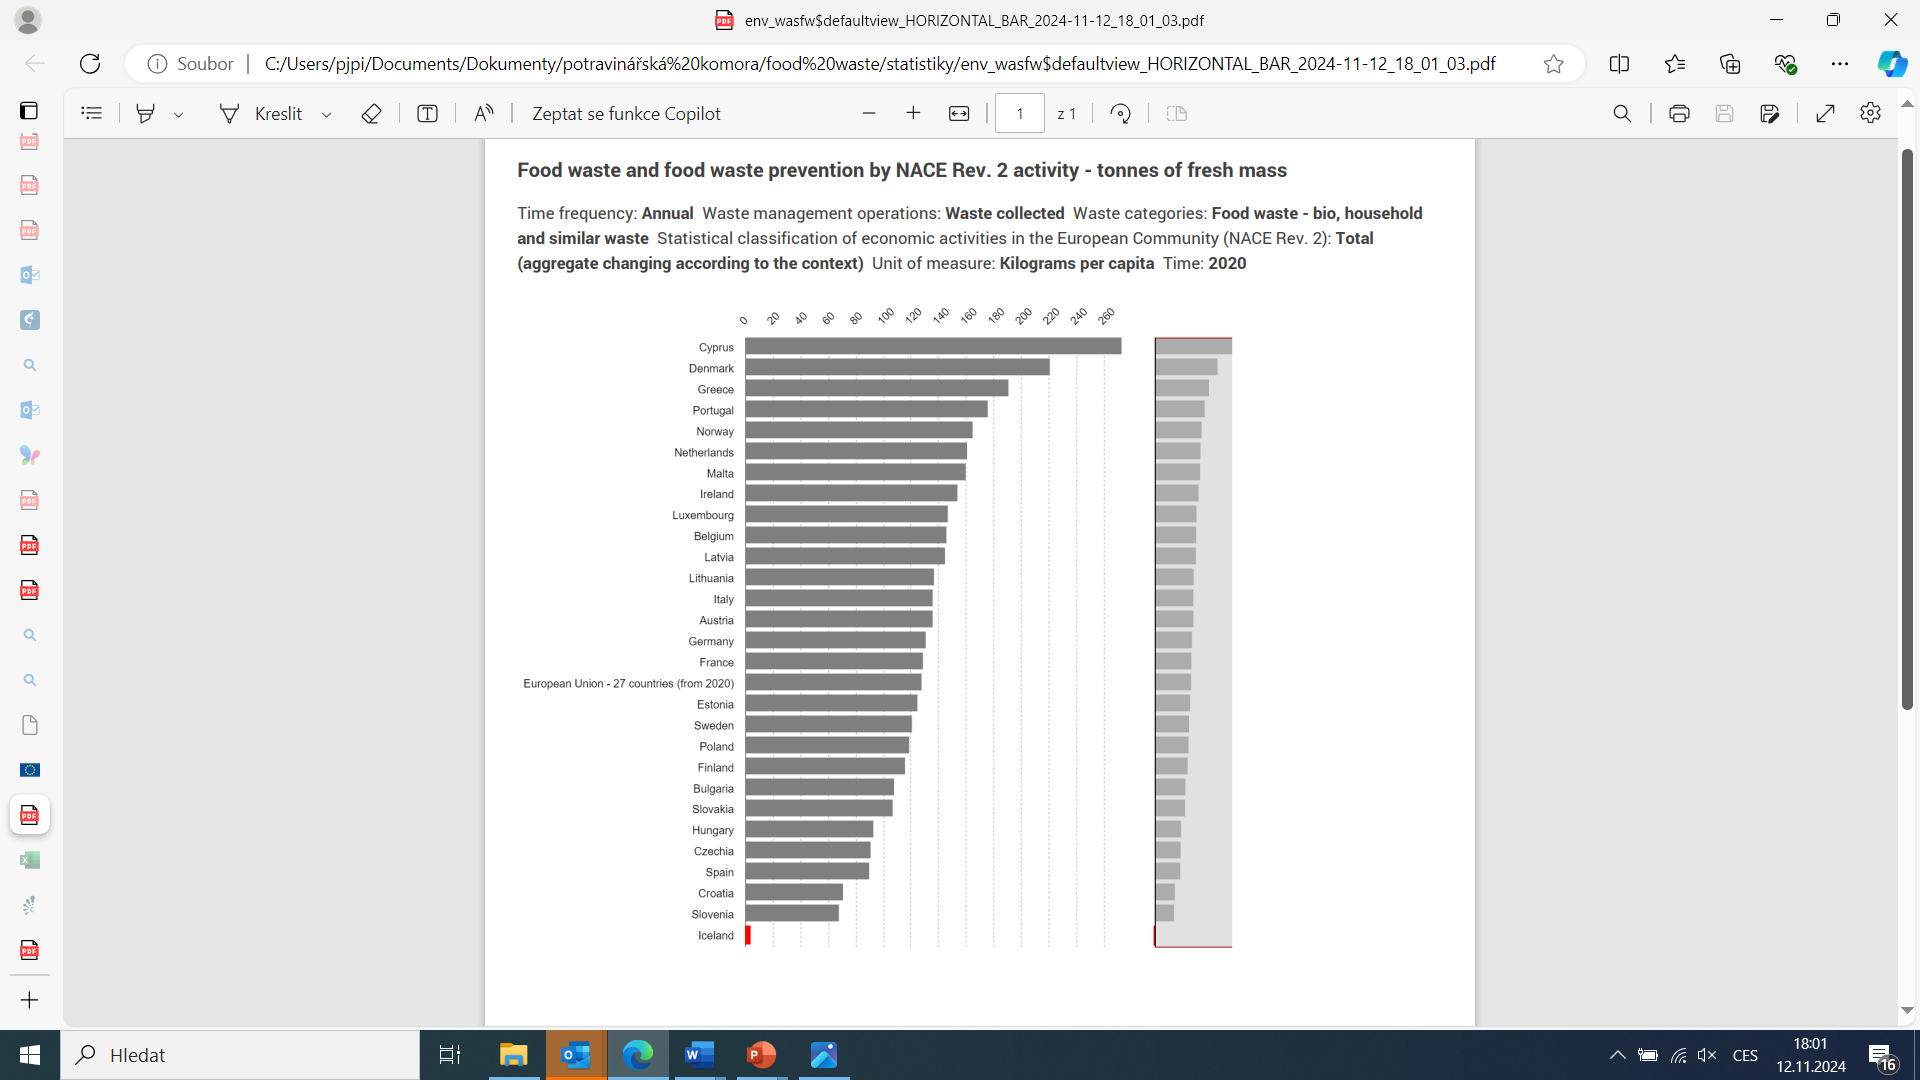 env_wasfw$defaultview_HORIZONTAL_BAR_2024-11-12_18_01_03.pdf
Soubor
C:/Users/pjpi/Documents/Dokumenty/potravinářská%20komora/food%20waste/statistiky/env_wasfw$defaultview_HORIZONTAL_BAR_2024-11-12_18_01_03.pdf
Kreslit
Zeptat se funkce Copilot
1
z 1
Food waste and food waste prevention by NACE Rev. 2 activity - tonnes of fresh mass
Time frequency: Annual Waste management operations: Waste collected Waste categories: Food waste - bio, household
and similar waste Statistical classification of economic activities in the European Community (NACE Rev. 2): Total
(aggregate changing according to the context) Unit of measure: Kilograms per capita Time: 2020
0 20 40 60 80 100 120 140 160 180 200 220 240 260
Cyprus
Denmark
Greece
Portugal
Norway
Netherlands
Malta
Ireland
Luxembourg
Belgium
Latvia
Lithuania
Italy
Austria
Germany
France
European Union - 27 countries (from 2020)
Estonia
Sweden
Poland
Finland
Bulgaria
Slovakia
Hungary
Czechia
Spain
Croatia
Slovenia
Iceland
Hledat
CES
18:01
12.11.2024
16